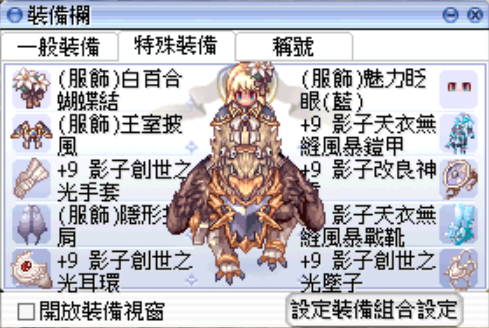 裝備欄
一般裝備 特殊裝備 稱號
(服飾)白百合
蝴蝶結
(服飾)魅力眨
眼(藍)
(服飾)王室披
風
+9 影子天衣無
縫風暴鎧甲
+9 影子創世之
光手套
+9 影子改良神
(服飾)隱形
肩
影子天衣無
縫風暴戰靴
+9 影子創世之
光耳環
+9 影子創世之
光墜子
開放裝備視窗
設定裝備組合設定